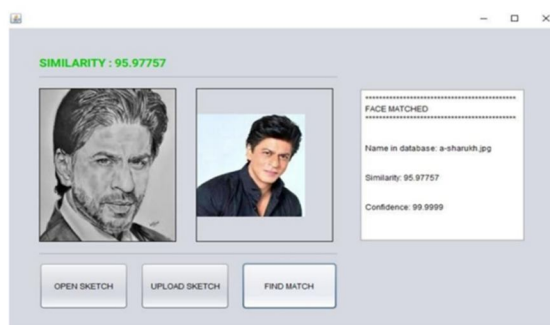 SIMILARITY : 95.97757
********************************************
FACE MATCHED
********************************************
Name in database: a-sharukh.jpg
Similarity: 95.97757
Confidence: 99.9999
OPEN SKETCH
UPLOAD SKETCH
FIND MATCH